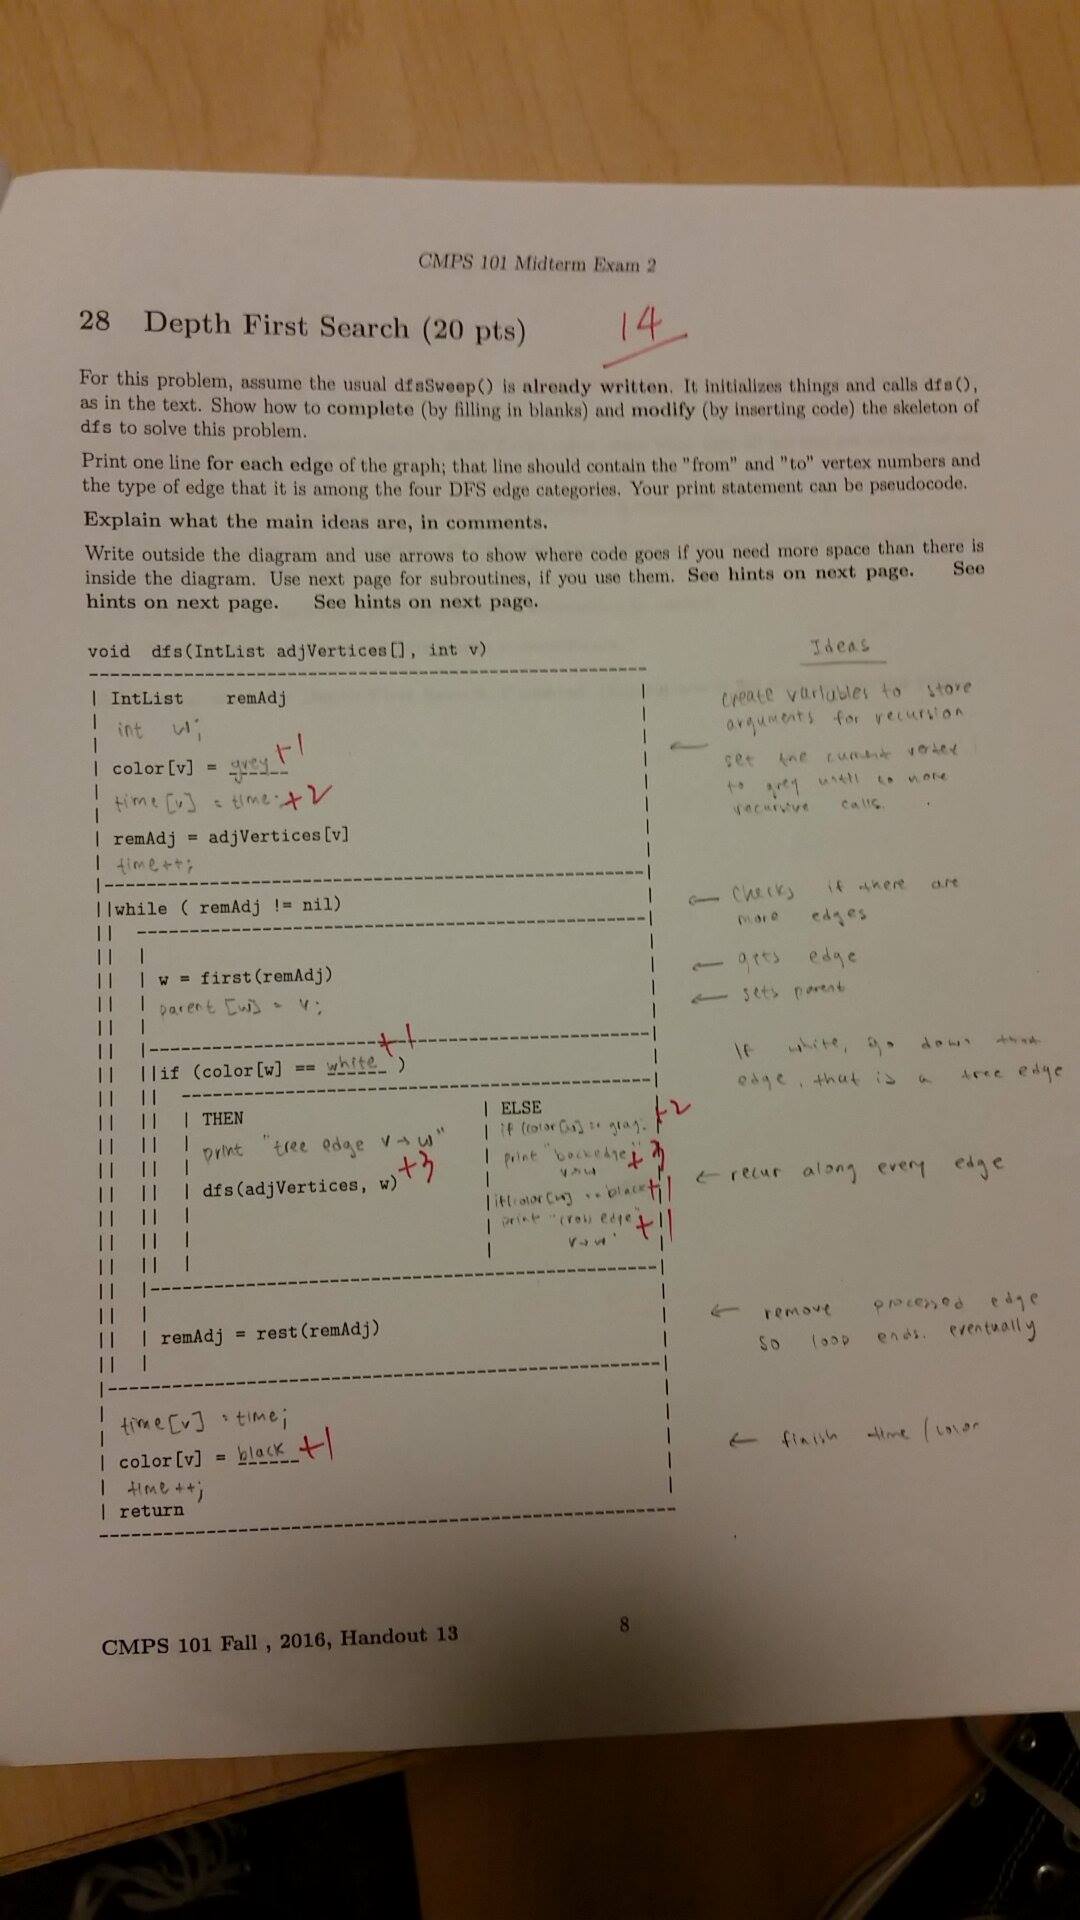 CMPS 101 Midterm Exam 2
28 Depth First Search (20 pts) 14
For this problem, assume the usual dfsSweep() is already written. It initializes things and calls dfs(),
as in the text. Show how to complete (by filling in blanks) and modify (by inserting code) the skeleton of
dfs to solve this problem.
Print one line for each edge of the graph; that line should contain the "from" and "to" vertex numbers and
the type of edge that it is among the four DFS edge categories. Your print statement can be pseudocode.
Explain what the main ideas are, in comments.
Write outside the diagram and use arrows to show where code goes if you need more space than there is
inside the diagram. Use next page for subroutines, if you use them. See hints on next page. See
hints on next page. See hints on next page.
void dfs(IntList adjVertices[], int v)
Ideas
IntList remAdj
create variables to store
int w;
arguments for recursion
color[v] = grey +1
← set the current vertex
time[v] = time; +2
to grey until no more
recursive calls.
remAdj = adjVertices[v]
time++;
while ( remAdj != nil)
← Checks if there are
more edges
w = first(remAdj)
← gets edge
parent [w] = v;
← sets parent
if (color[w] == white ) +1
If white, go down that
edge, that is a tree edge
THEN
print "tree edge v → w"
dfs(adjVertices, w) +3
ELSE
if (color[w] == gray. +2
print "backedge" +3
v→w
if(color[w] == black +1
print "cross edge" +1
v→w"
← recur along every edge
remAdj = rest(remAdj)
← remove processed edge
so loop ends. eventually
time[v] = time;
color[v] = black +1
← finish time/color
time++;
return
CMPS 101 Fall , 2016, Handout 13
8